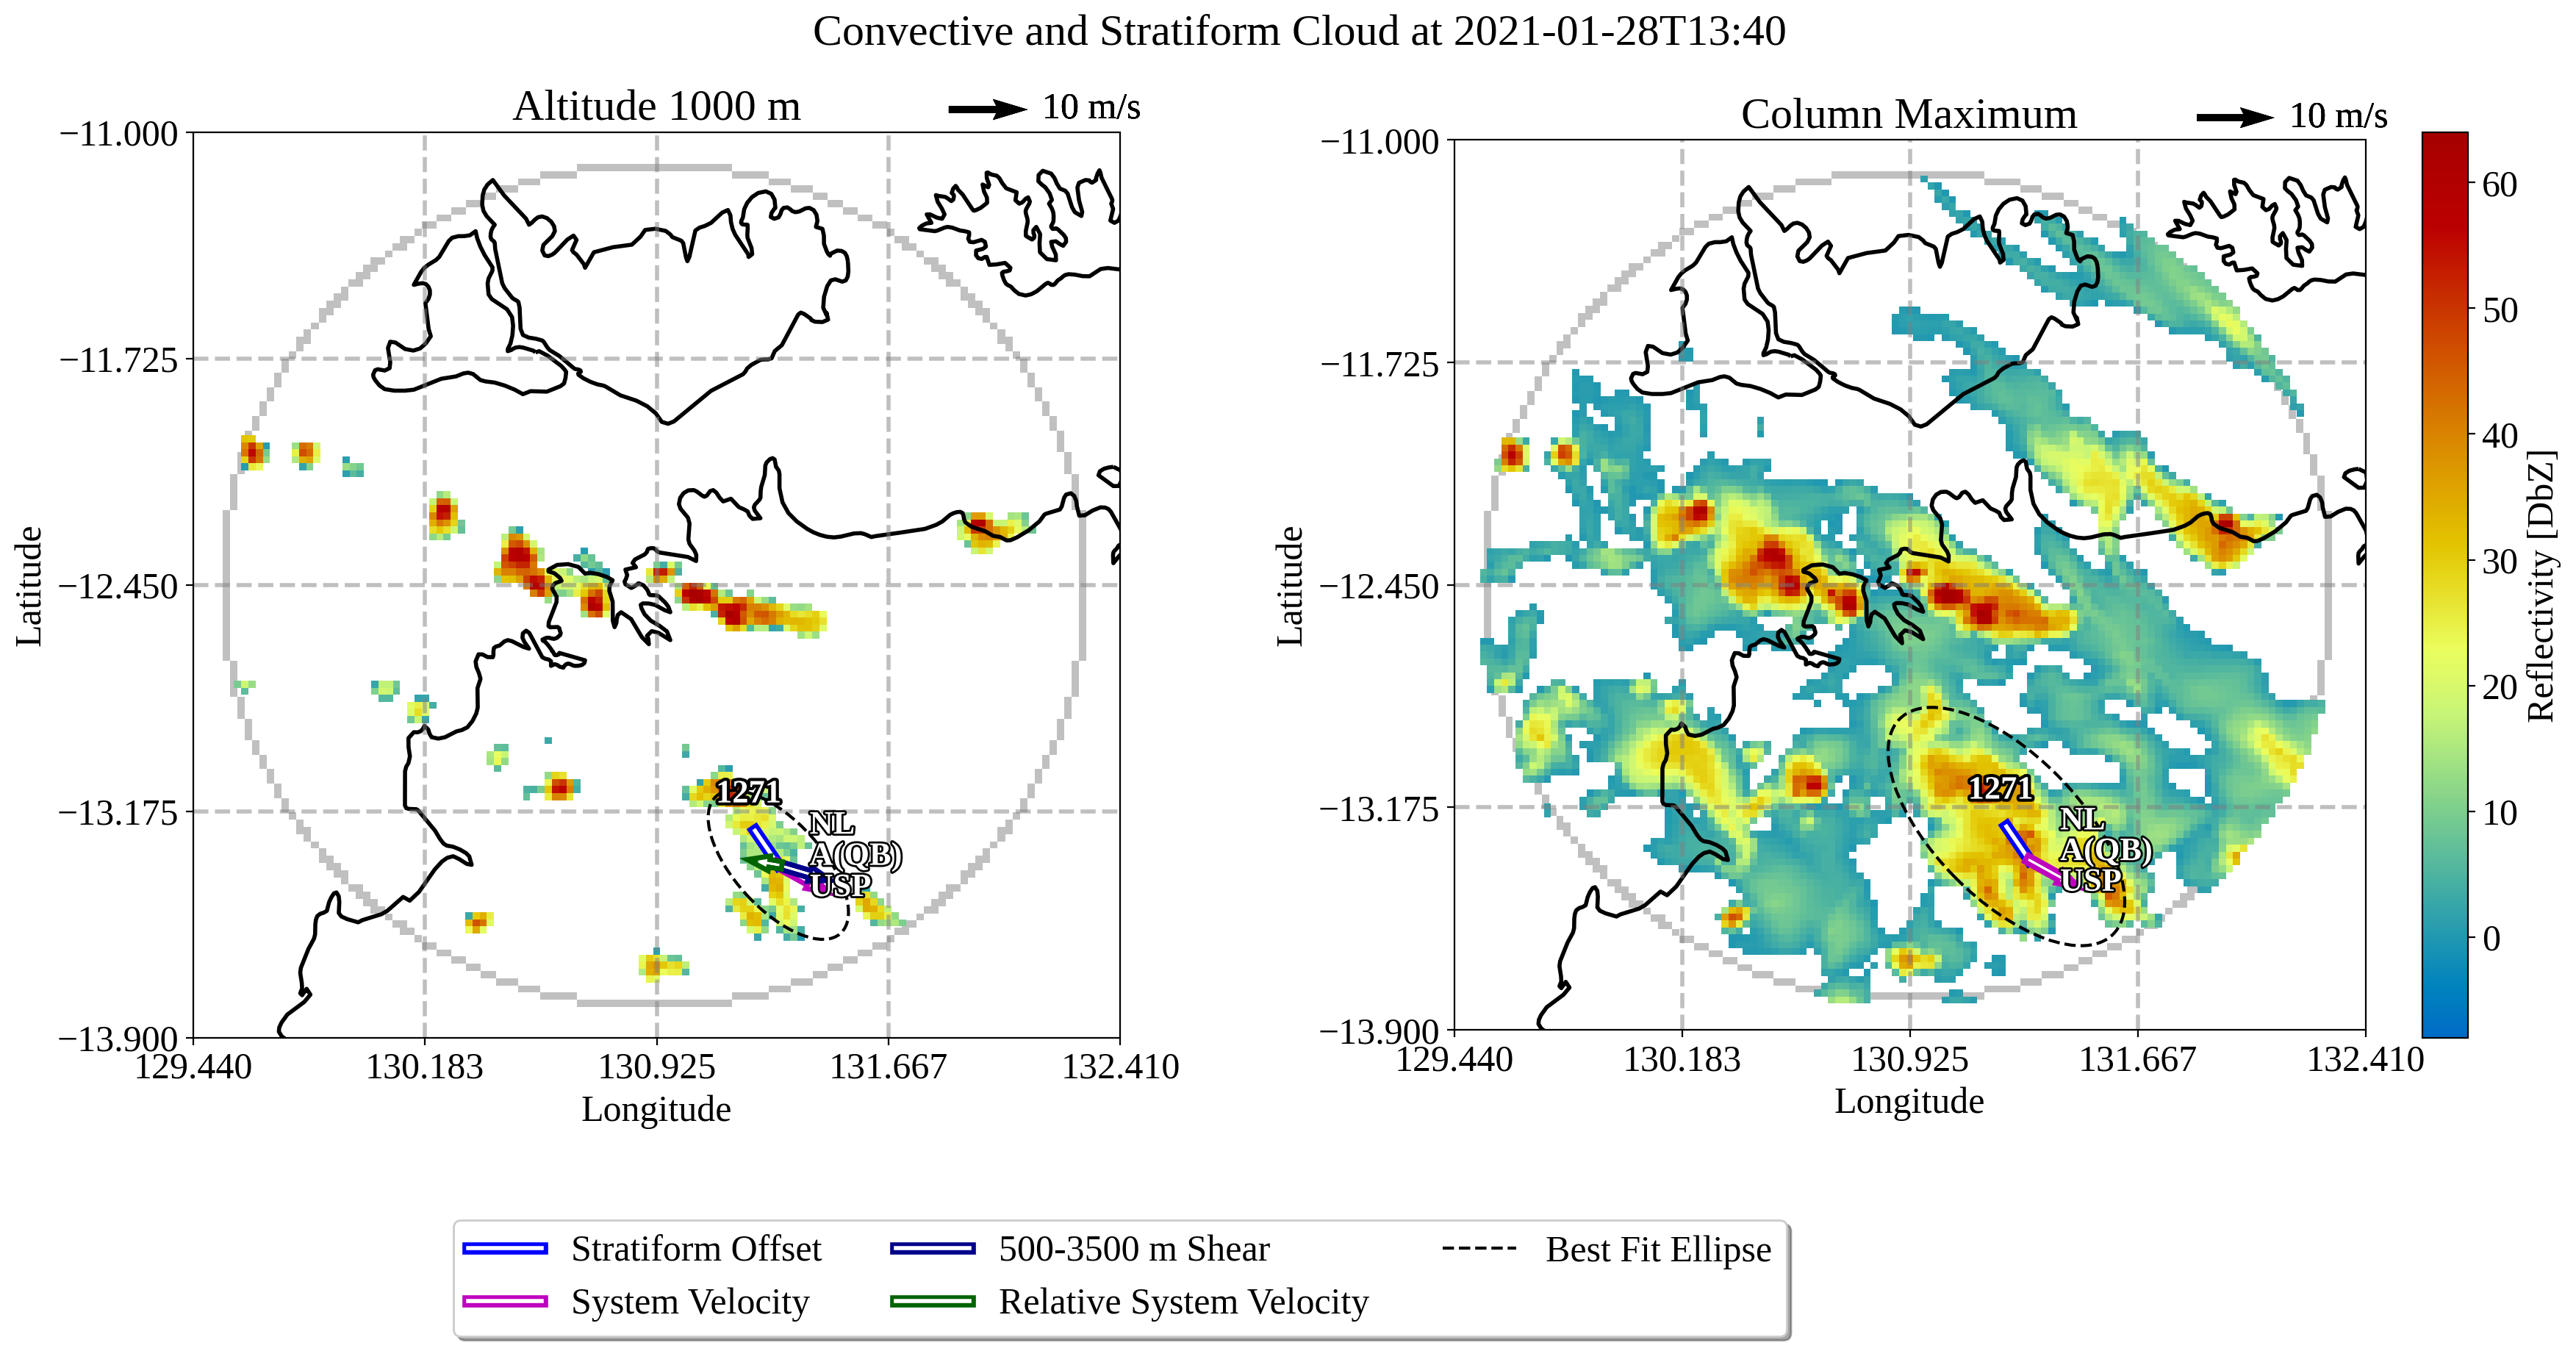 Convective and Stratiform Cloud at 2021-01-28T13:40
Altitude 1000 m
10 m/s
−11.000
−11.725
−12.450
−13.175
−13.900
Latitude
129.440
130.183
130.925
131.667
132.410
Longitude
1271
NL
A(QB)
USP
Column Maximum
10 m/s
−11.000
−11.725
−12.450
−13.175
−13.900
Latitude
129.440
130.183
130.925
131.667
132.410
Longitude
1271
NL
A(QB)
USP
60
50
40
30
20
10
0
Reflectivity [DbZ]
Stratiform Offset
System Velocity
500-3500 m Shear
Relative System Velocity
Best Fit Ellipse